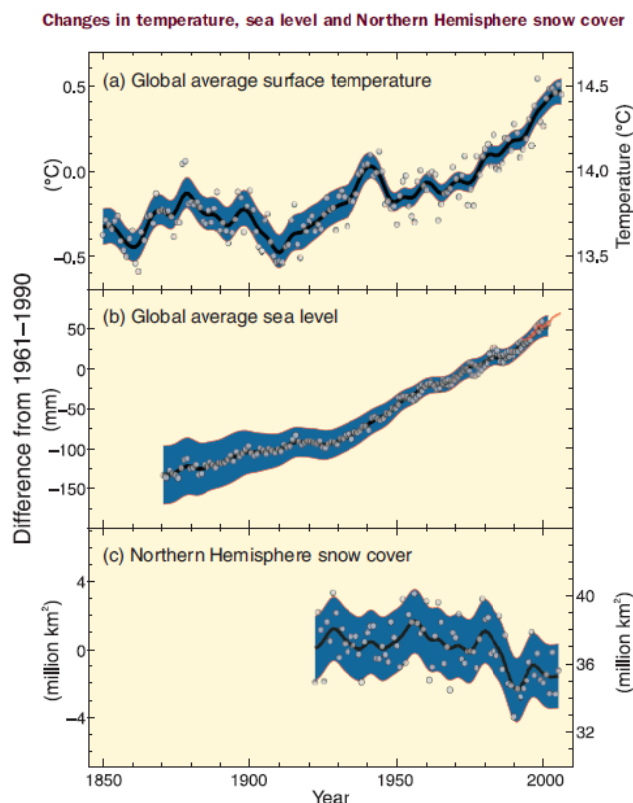 Changes in temperature, sea level and Northern Hemisphere snow cover
(a) Global average surface temperature
0.5
0.0
−0.5
(°C)
14.5
14.0
13.5
Temperature (°C)
Difference from 1961–1990
(b) Global average sea level
50
0
−50
−100
−150
(mm)
(c) Northern Hemisphere snow cover
4
0
−4
(million km²)
40
36
32
(million km²)
1850 1900 1950 2000
Year